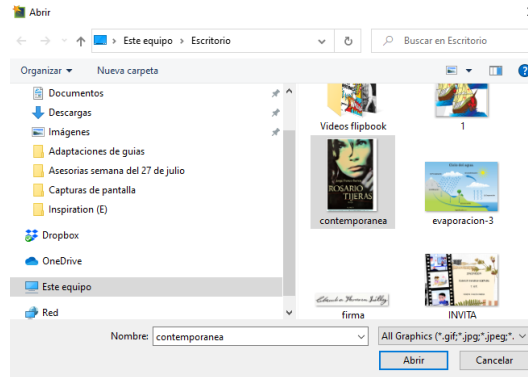 Abrir
Este equipo > Escritorio
Buscar en Escritorio
Organizar
Nueva carpeta
Documentos
Descargas
Imágenes
Adaptaciones de guias
Asesorias semana del 27 de julio
Capturas de pantalla
Inspiration (E)
Dropbox
OneDrive
Este equipo
Red
Videos flipbook
1
ROSARIO
TIJERAS
contemporanea
evaporacion-3
firma
INVITA
Nombre: contemporanea
All Graphics (*.gif;*.jpg;*.jpeg;*.
Abrir
Cancelar